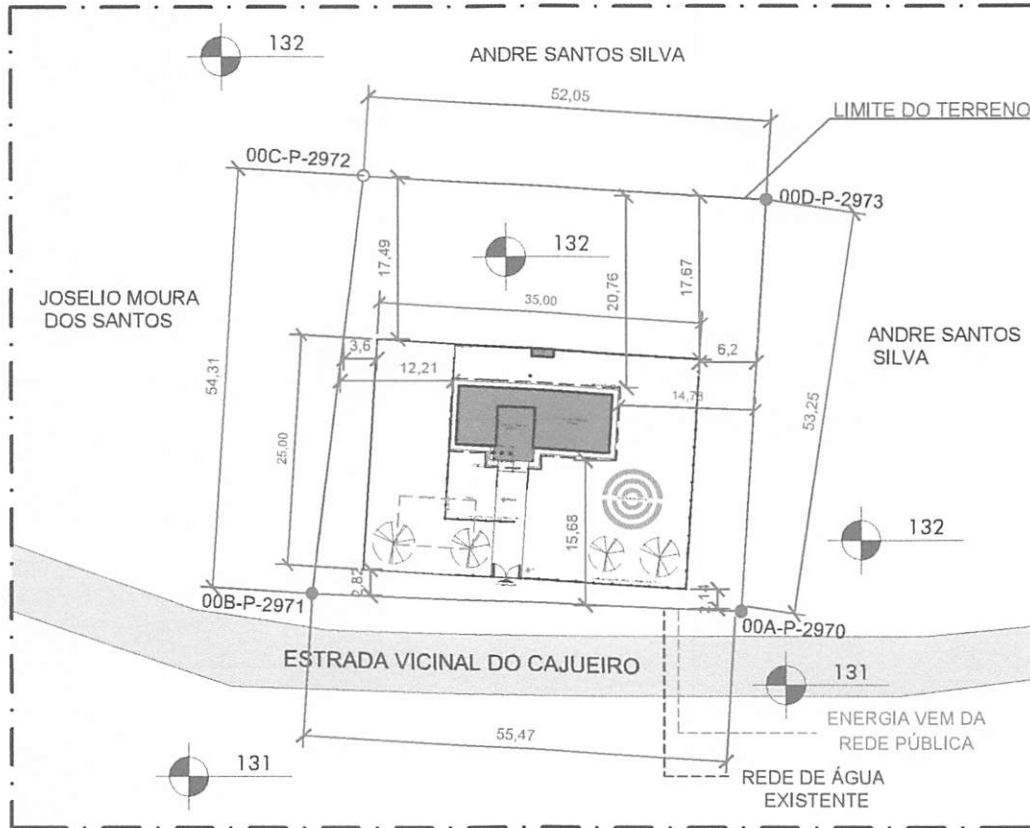 132
ANDRE SANTOS SILVA
52,05
LIMITE DO TERRENO
00C-P-2972
00D-P-2973
132
17,49
20,76
17,67
35,00
JOSELIO MOURA
DOS SANTOS
ANDRE SANTOS
SILVA
3,6
6,2
12,21
54,31
14,78
53,25
25,00
132
15,68
2,82
2,14
00B-P-2971
00A-P-2970
ESTRADA VICINAL DO CAJUEIRO
131
ENERGIA VEM DA
REDE PÚBLICA
55,47
131
REDE DE ÁGUA
EXISTENTE